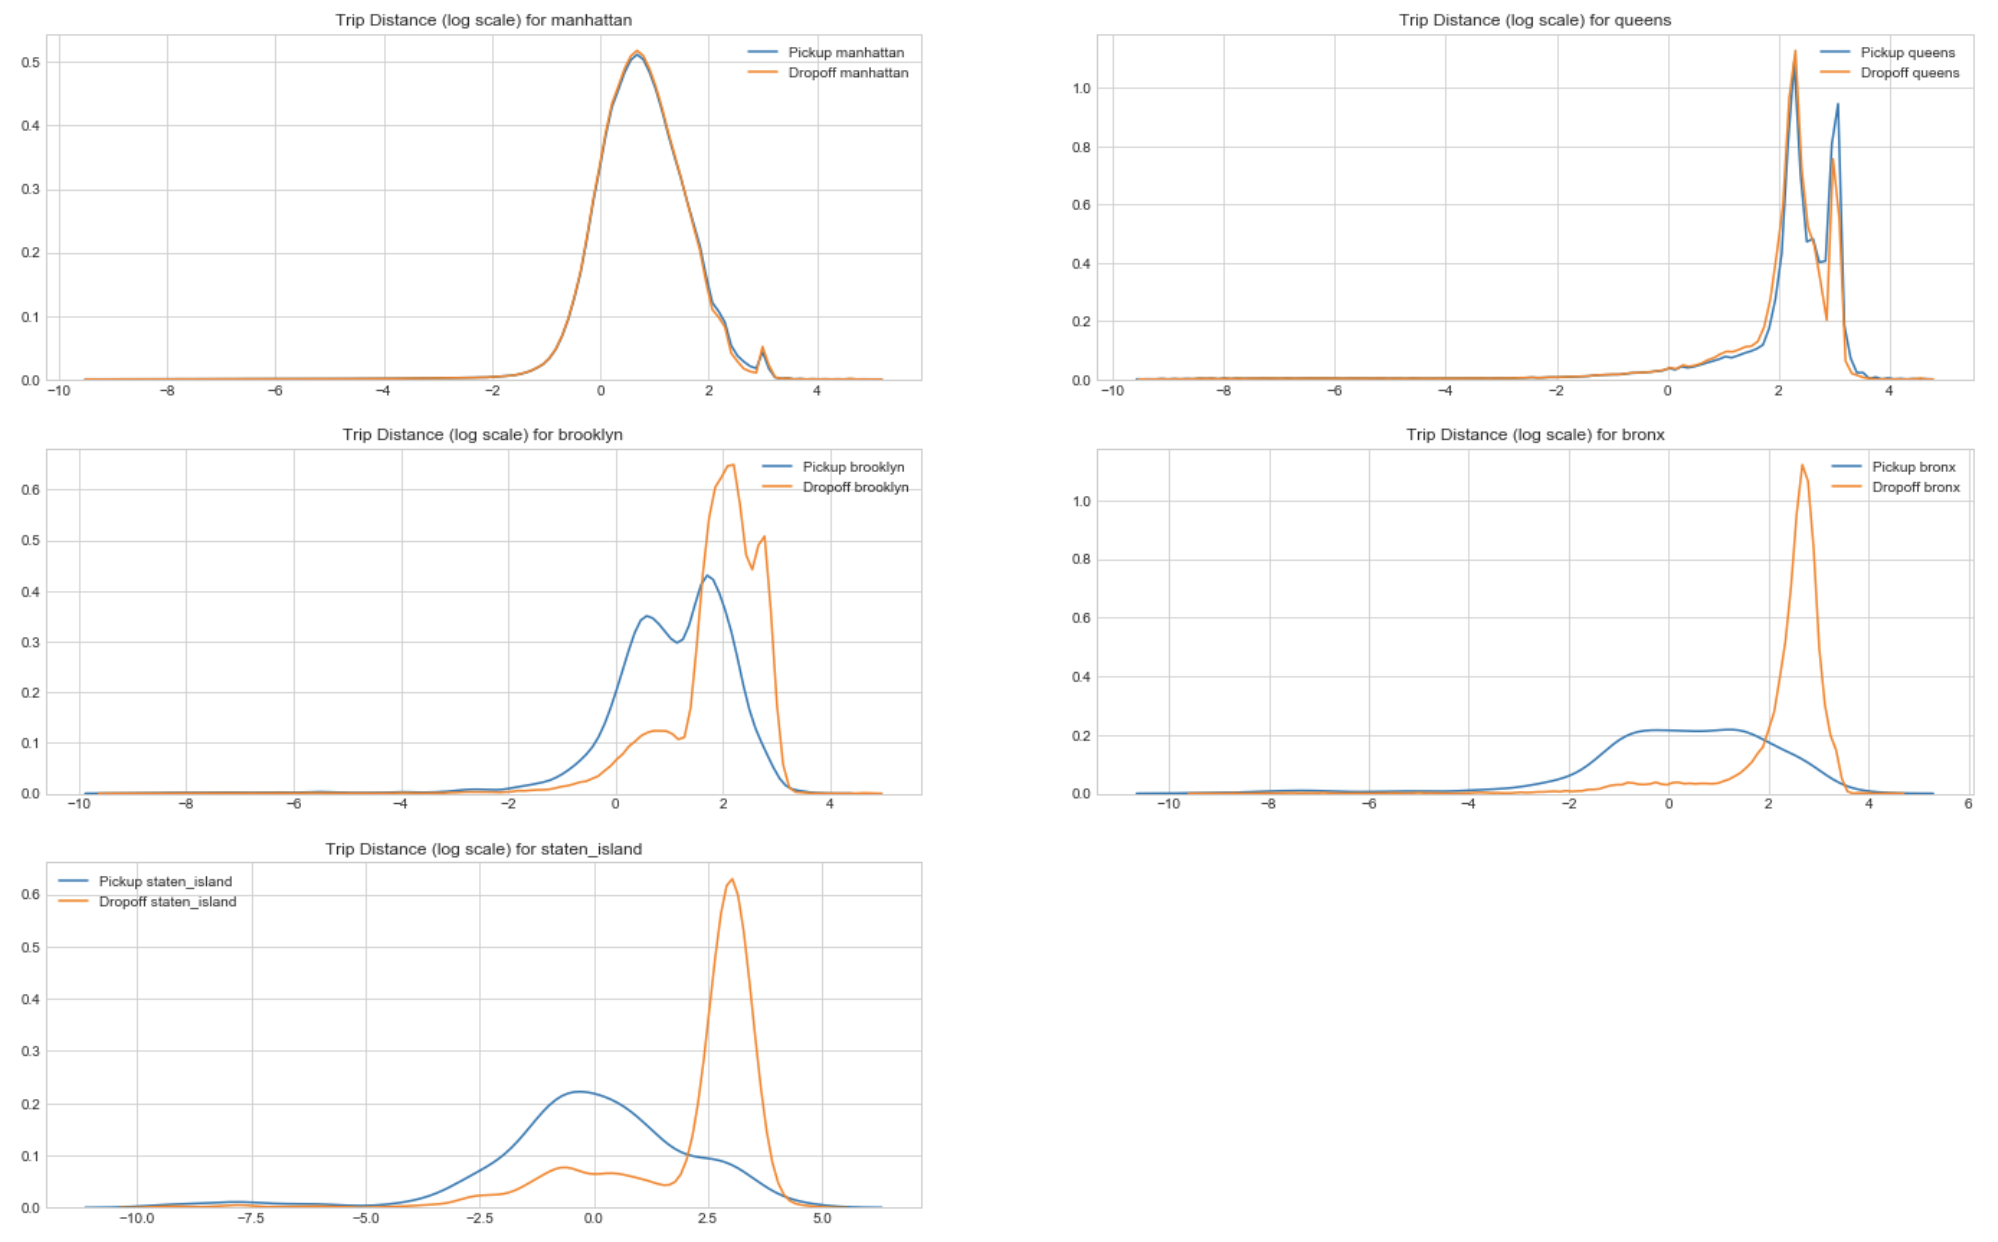 Trip Distance (log scale) for manhattan
Pickup manhattan
Dropoff manhattan
0.5
0.4
0.3
0.2
0.1
0.0
−10 −8 −6 −4 −2 0 2 4
Trip Distance (log scale) for queens
Pickup queens
Dropoff queens
1.0
0.8
0.6
0.4
0.2
0.0
−10 −8 −6 −4 −2 0 2 4
Trip Distance (log scale) for brooklyn
Pickup brooklyn
Dropoff brooklyn
0.6
0.5
0.4
0.3
0.2
0.1
0.0
−10 −8 −6 −4 −2 0 2 4
Trip Distance (log scale) for bronx
Pickup bronx
Dropoff bronx
1.0
0.8
0.6
0.4
0.2
0.0
−10 −8 −6 −4 −2 0 2 4 6
Trip Distance (log scale) for staten_island
Pickup staten_island
Dropoff staten_island
0.6
0.5
0.4
0.3
0.2
0.1
0.0
−10.0 −7.5 −5.0 −2.5 0.0 2.5 5.0